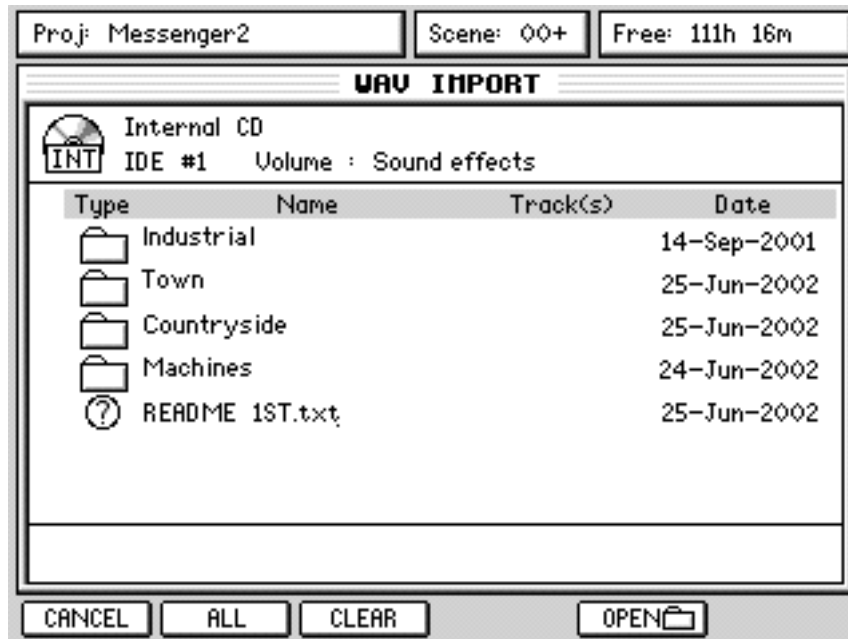 Proj: Messenger2 Scene: 00+ Free: 111h 16m
WAV IMPORT
Internal CD
INT IDE #1 Volume : Sound effects
Type Name Track(s) Date
Industrial 14-Sep-2001
Town 25-Jun-2002
Countryside 25-Jun-2002
Machines 24-Jun-2002
? README 1ST.txt 25-Jun-2002
CANCEL ALL CLEAR OPEN